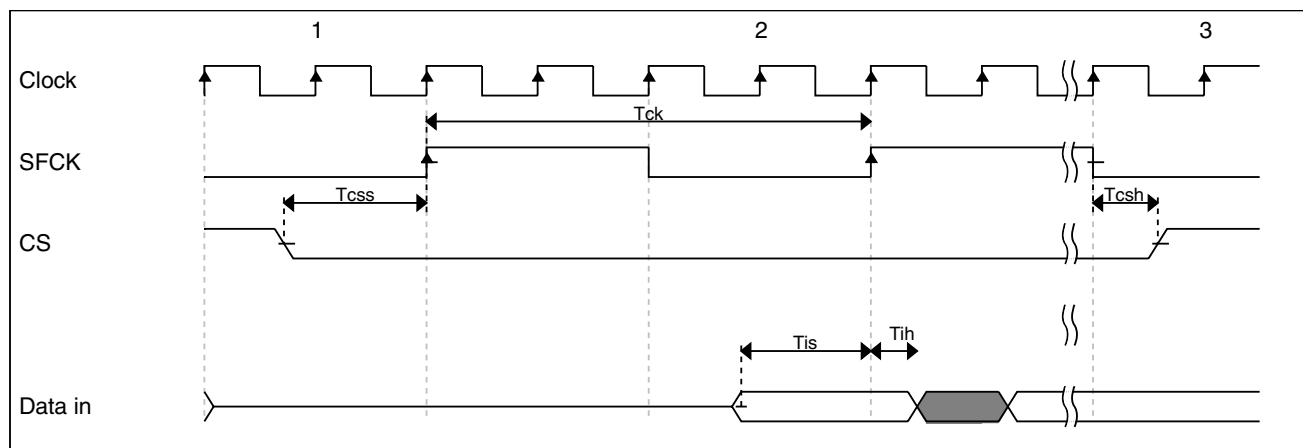 1 2 3
Clock
Tck
SFCK
Tcss Tcsh
CS
Tis Tih
Data in